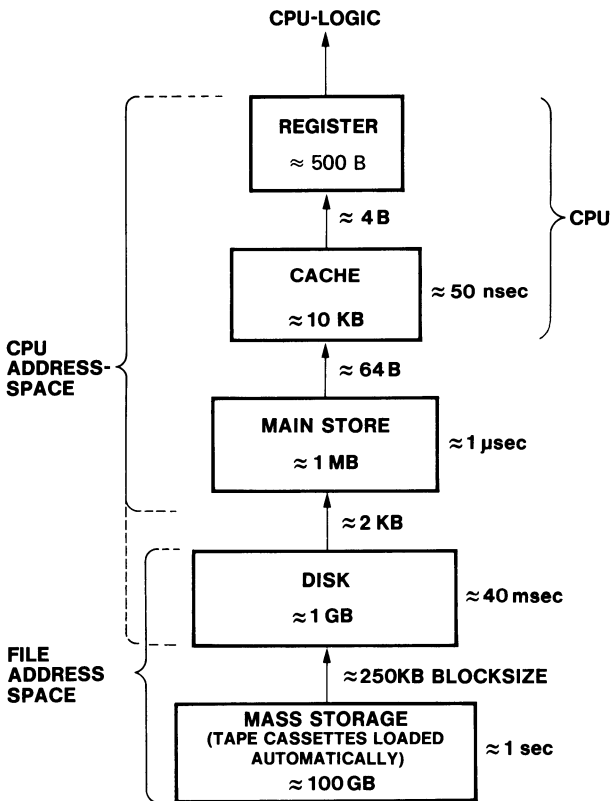 CPU-LOGIC
REGISTER
≈ 500 B
≈ 4 B
CPU
CACHE
≈ 10 KB
≈ 50 nsec
≈ 64 B
CPU
ADDRESS-
SPACE
MAIN STORE
≈ 1 MB
≈ 1 µsec
≈ 2 KB
DISK
≈ 1 GB
≈ 40 msec
FILE
ADDRESS
SPACE
≈ 250KB BLOCKSIZE
MASS STORAGE
(TAPE CASSETTES LOADED
AUTOMATICALLY)
≈ 100 GB
≈ 1 sec